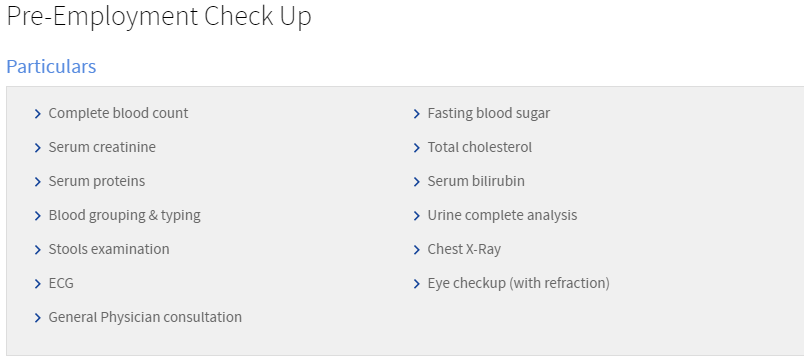 Pre-Employment Check Up
Particulars
Complete blood count
Fasting blood sugar
Serum creatinine
Total cholesterol
Serum proteins
Serum bilirubin
Blood grouping & typing
Urine complete analysis
Stools examination
Chest X-Ray
ECG
Eye checkup (with refraction)
General Physician consultation